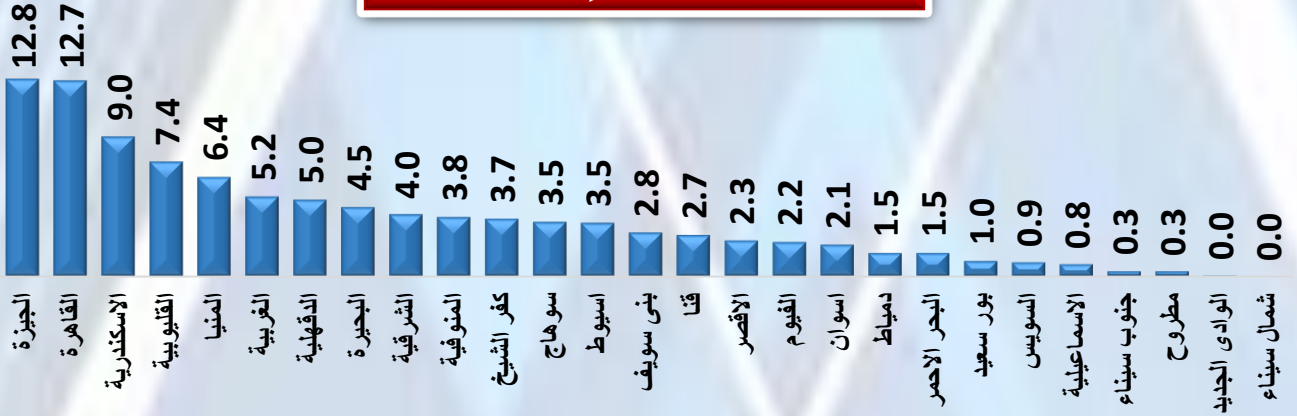 12.8
12.7
9.0
7.4
6.4
5.2
5.0
4.5
4.0
3.8
3.7
3.5
3.5
2.8
2.7
2.3
2.2
2.1
1.5
1.5
1.0
0.9
0.8
0.3
0.3
0.0
0.0
الجيزة
القاهرة
الاسكندرية
القليوبية
المنيا
الغربية
الدقهلية
البحيرة
الشرقية
المنوفية
كفر الشيخ
سوهاج
اسيوط
بنى سويف
قنا
الاقصر
الفيوم
اسوان
دمياط
البحر الاحمر
بور سعيد
السويس
الاسماعيلية
جنوب سيناء
مطروح
الوادى الجديد
شمال سيناء